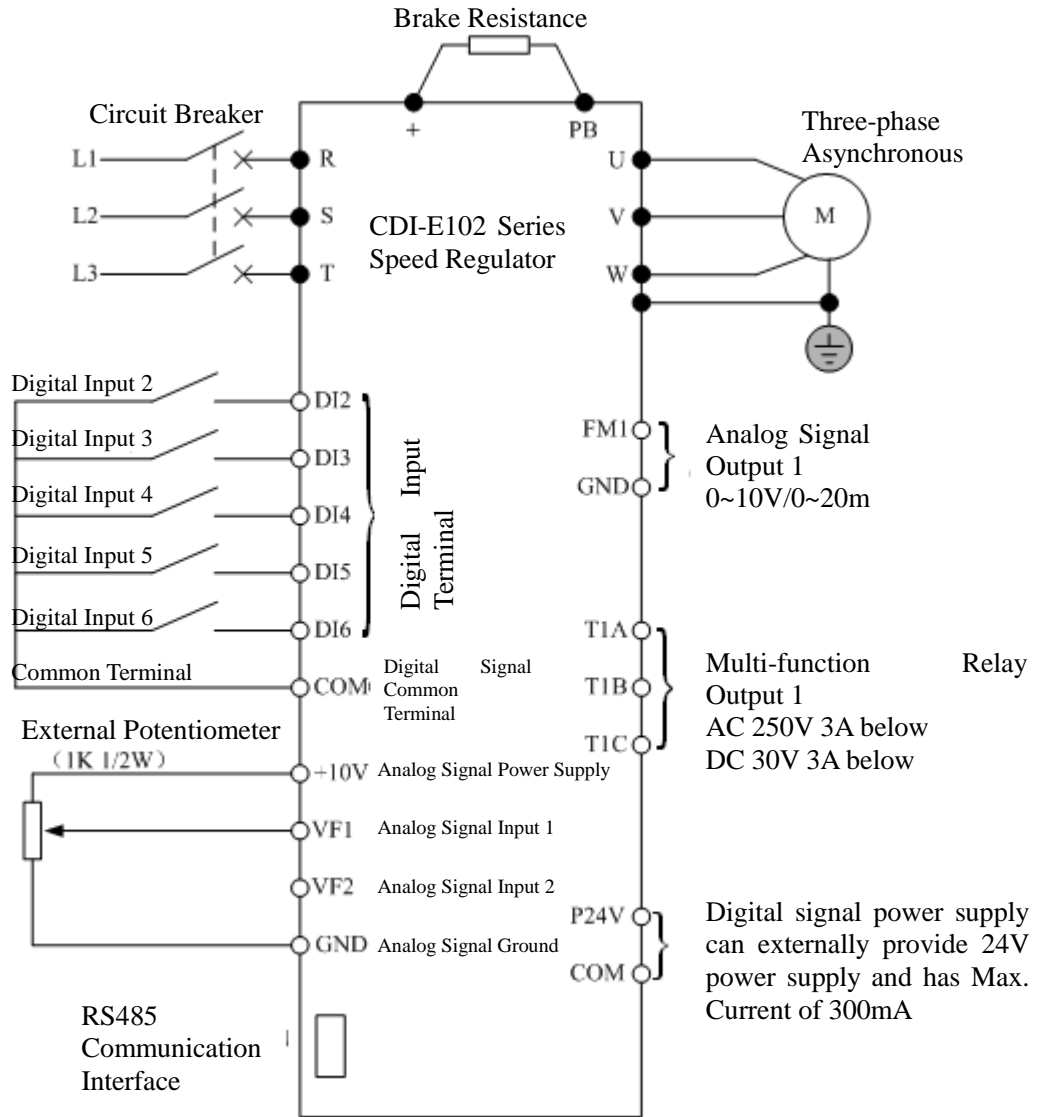 Brake Resistance
Circuit Breaker
+
PB
Three-phase
Asynchronous
L1
R
U
L2
S
V
M
CDI-E102 Series
Speed Regulator
L3
T
W
Digital Input 2
DI2
Digital Input 3
DI3
Digital Input 4
DI4
Digital Input 5
DI5
Digital Input 6
DI6
Digital Input
Terminal
Common Terminal
COM
Digital Signal
Common
Terminal
FM1
GND
Analog Signal
Output 1
0~10V/0~20m
T1A
T1B
T1C
Multi-function Relay
Output 1
AC 250V 3A below
DC 30V 3A below
External Potentiometer
(1K 1/2W)
+10V
Analog Signal Power Supply
VF1
Analog Signal Input 1
VF2
Analog Signal Input 2
GND
Analog Signal Ground
P24V
COM
Digital signal power supply
can externally provide 24V
power supply and has Max.
Current of 300mA
RS485
Communication
Interface